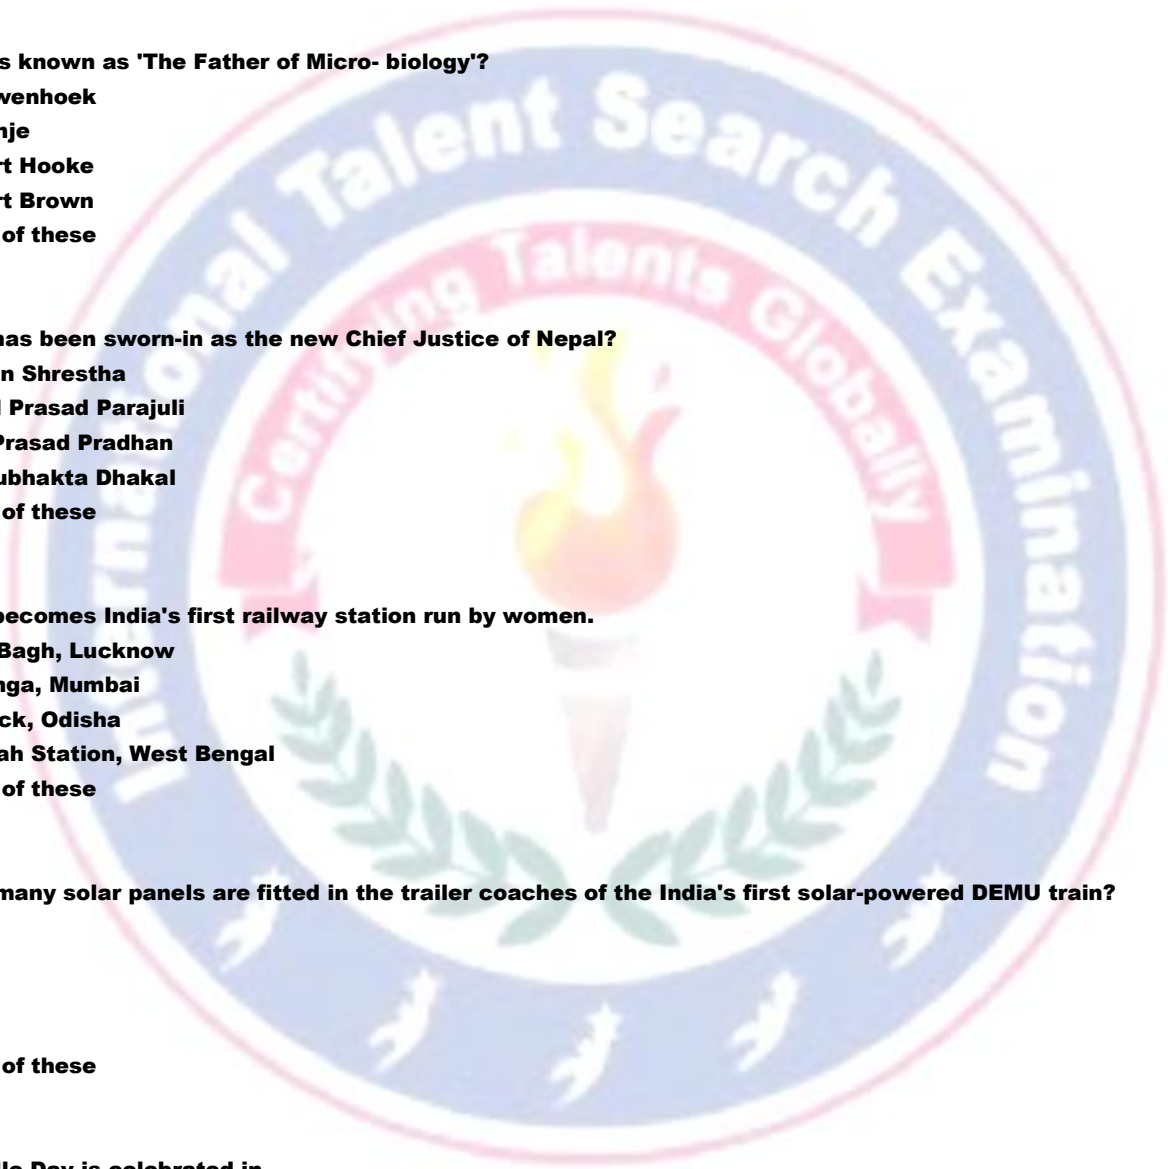 s known as 'The Father of Micro- biology'?
wenhoek
nje
rt Hooke
rt Brown
of these
has been sworn-in as the new Chief Justice of Nepal?
n Shrestha
l Prasad Parajuli
Prasad Pradhan
ubhakta Dhakal
of these
becomes India's first railway station run by women.
Bagh, Lucknow
nga, Mumbai
ck, Odisha
ah Station, West Bengal
of these
many solar panels are fitted in the trailer coaches of the India's first solar-powered DEMU train?
of these
International Talent Search Examination
Certifying Talents Globally